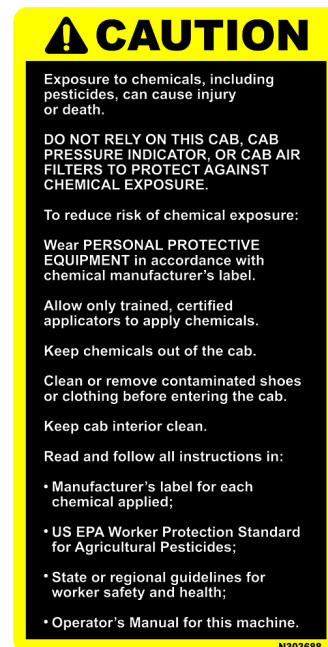 CAUTION
Exposure to chemicals, including
pesticides, can cause injury
or death.
DO NOT RELY ON THIS CAB, CAB
PRESSURE INDICATOR, OR CAB AIR
FILTERS TO PROTECT AGAINST
CHEMICAL EXPOSURE.
To reduce risk of chemical exposure:
Wear PERSONAL PROTECTIVE
EQUIPMENT in accordance with
chemical manufacturer's label.
Allow only trained, certified
applicators to apply chemicals.
Keep chemicals out of the cab.
Clean or remove contaminated shoes
or clothing before entering the cab.
Keep cab interior clean.
Read and follow all instructions in:
• Manufacturer's label for each
chemical applied;
• US EPA Worker Protection Standard
for Agricultural Pesticides;
• State or regional guidelines for
worker safety and health;
• Operator's Manual for this machine.